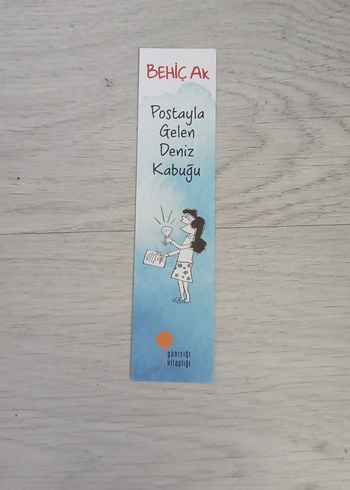 BEHİÇ AK
Postayla
Gelen
Deniz
Kabuğu
günışığı
kitaplığı